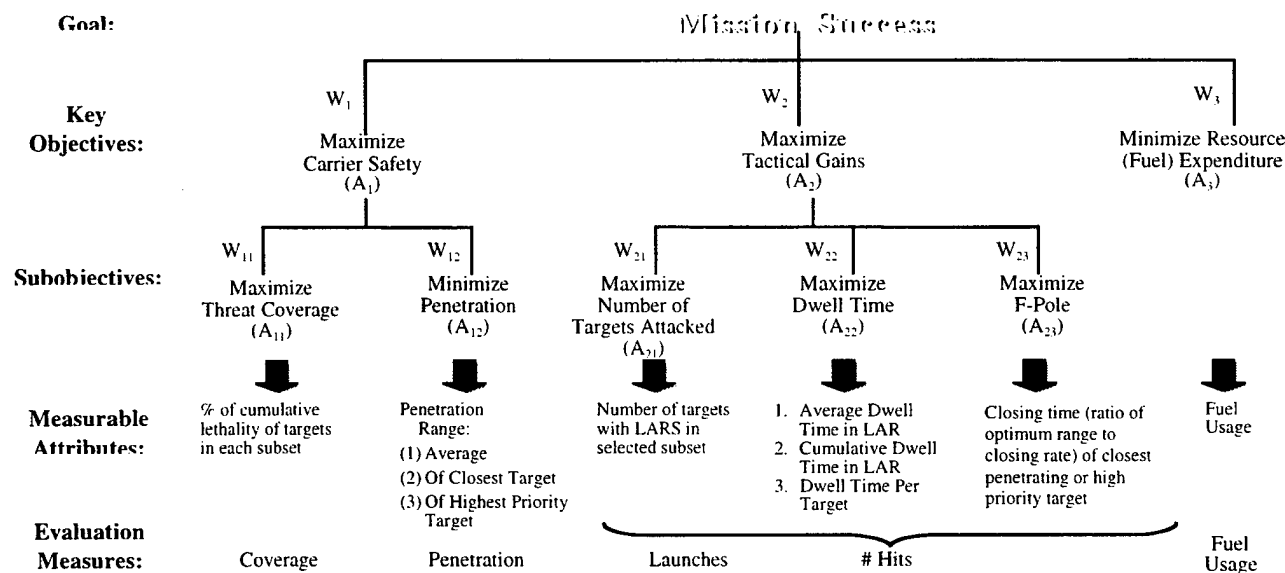 Goal:
Mission Success
W₁
W₂
W₃
Key
Objectives:
Maximize
Carrier Safety
(A₁)
Maximize
Tactical Gains
(A₂)
Minimize Resource
(Fuel) Expenditure
(A₃)
W₁₁
W₁₂
W₂₁
W₂₂
W₂₃
Subobjectives:
Maximize
Threat Coverage
(A₁₁)
Minimize
Penetration
(A₁₂)
Maximize
Number of
Targets Attacked
(A₂₁)
Maximize
Dwell Time
(A₂₂)
Maximize
F-Pole
(A₂₃)
Measurable
Attributes:
% of cumulative
lethality of targets
in each subset
Penetration
Range:
(1) Average
(2) Of Closest Target
(3) Of Highest Priority
Target
Number of targets
with LARS in
selected subset
1. Average Dwell
Time in LAR
2. Cumulative Dwell
Time in LAR
3. Dwell Time Per
Target
Closing time (ratio of
optimum range to
closing rate) of closest
penetrating or high
priority target
Fuel
Usage
Evaluation
Measures:
Coverage
Penetration
Launches
# Hits
Fuel
Usage